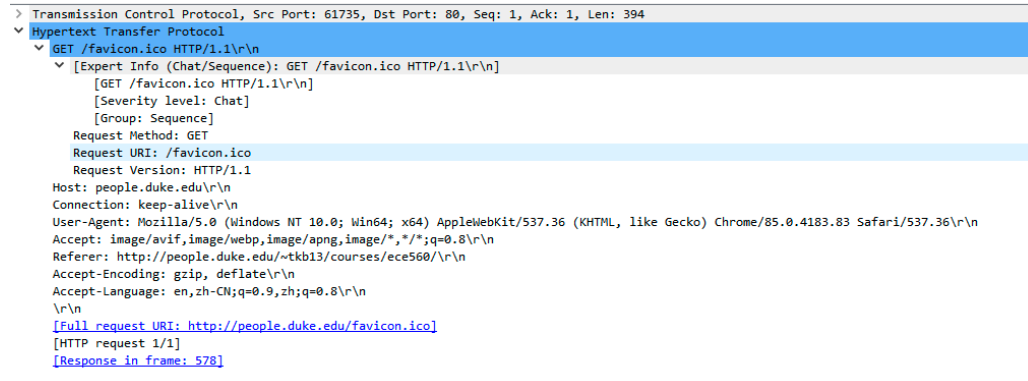 Transmission Control Protocol, Src Port: 61735, Dst Port: 80, Seq: 1, Ack: 1, Len: 394
Hypertext Transfer Protocol
GET /favicon.ico HTTP/1.1\r\n
[Expert Info (Chat/Sequence): GET /favicon.ico HTTP/1.1\r\n]
[GET /favicon.ico HTTP/1.1\r\n]
[Severity level: Chat]
[Group: Sequence]
Request Method: GET
Request URI: /favicon.ico
Request Version: HTTP/1.1
Host: people.duke.edu\r\n
Connection: keep-alive\r\n
User-Agent: Mozilla/5.0 (Windows NT 10.0; Win64; x64) AppleWebKit/537.36 (KHTML, like Gecko) Chrome/85.0.4183.83 Safari/537.36\r\n
Accept: image/avif,image/webp,image/apng,image/*,*/*;q=0.8\r\n
Referer: http://people.duke.edu/~tkb13/courses/ece560/\r\n
Accept-Encoding: gzip, deflate\r\n
Accept-Language: en,zh-CN;q=0.9,zh;q=0.8\r\n
\r\n
[Full request URI: http://people.duke.edu/favicon.ico]
[HTTP request 1/1]
[Response in frame: 578]